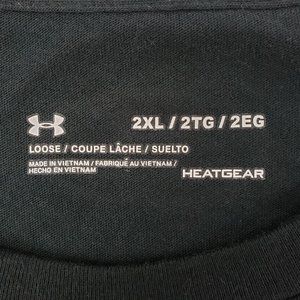 2XL / 2TG / 2EG
LOOSE / COUPE LÂCHE / SUELTO
MADE IN VIETNAM / FABRIQUÉ AU VIETNAM /
HECHO EN VIETNAM
HEATGEAR